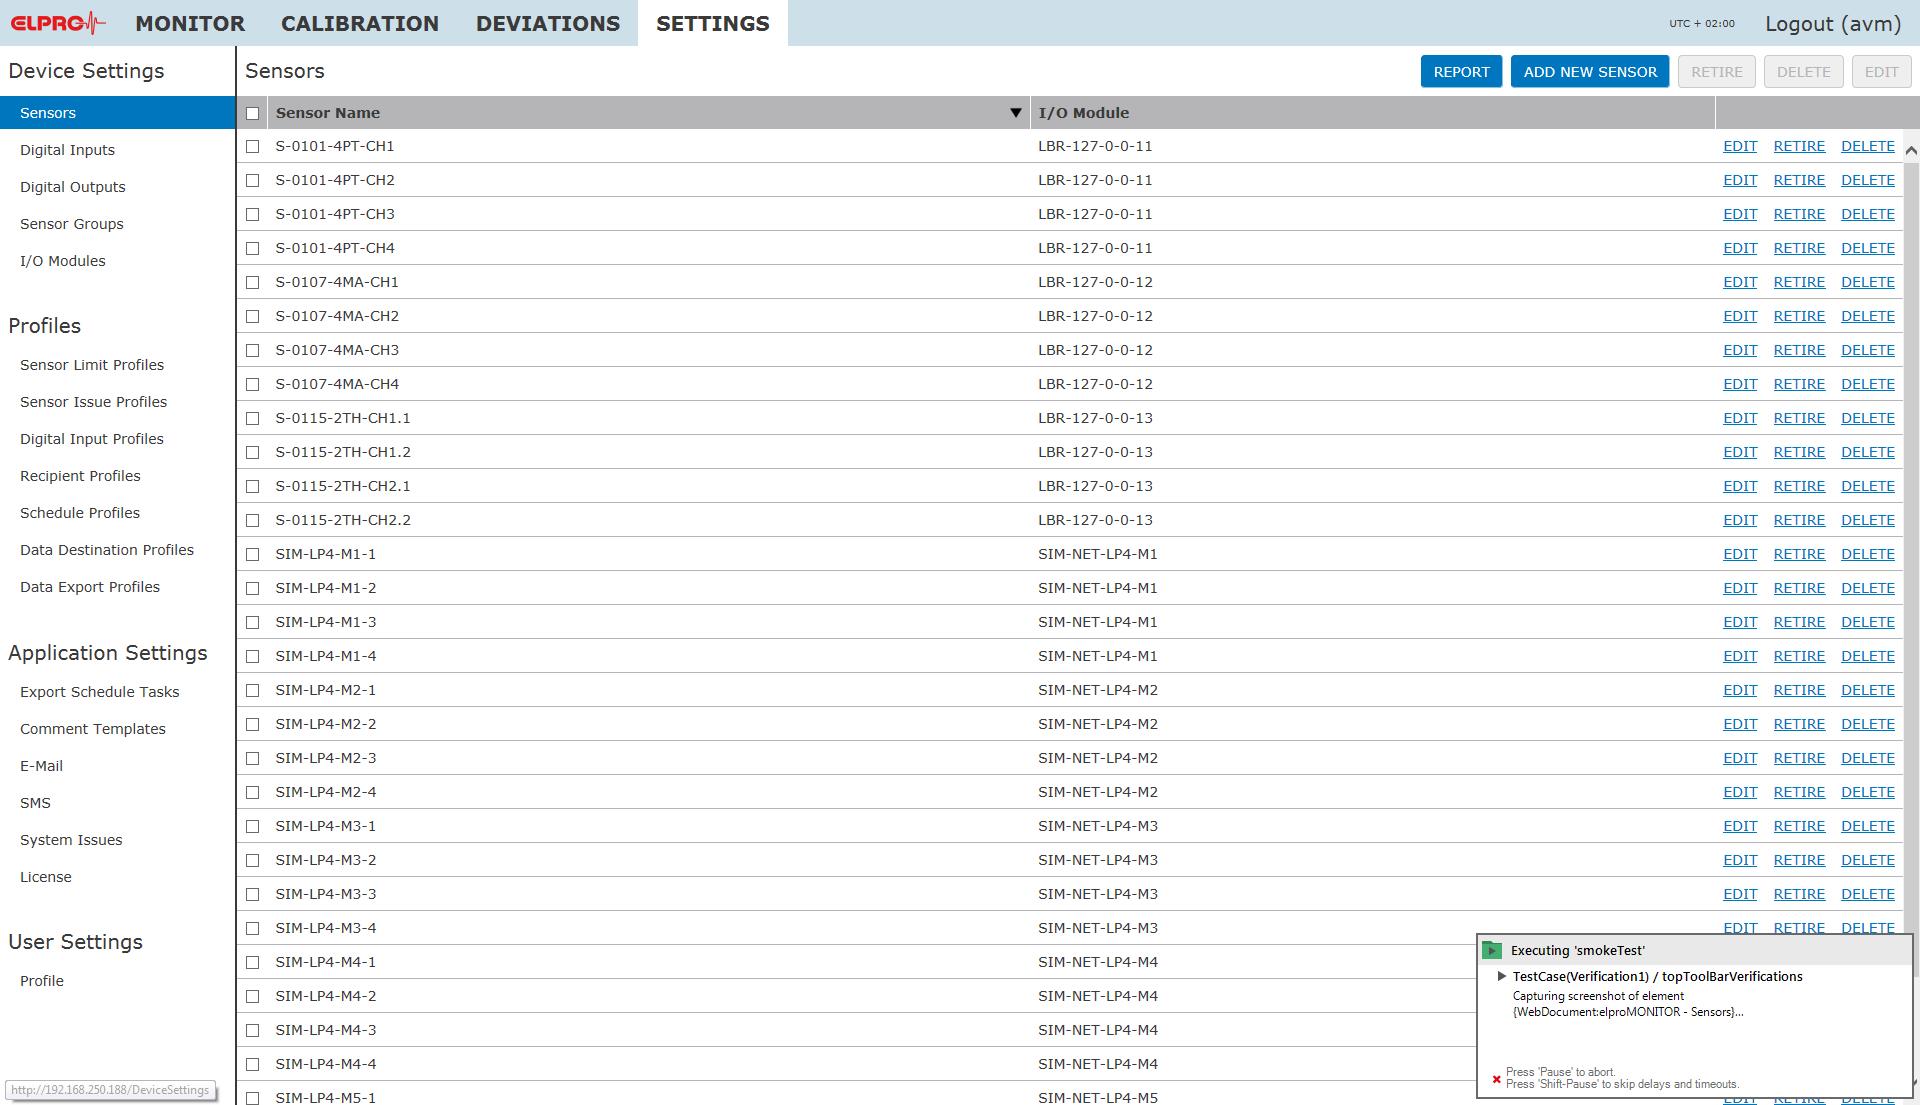 ELPRO MONITOR CALIBRATION DEVIATIONS SETTINGS UTC + 02:00 Logout (avm)
Device Settings
Sensors
Digital Inputs
Digital Outputs
Sensor Groups
I/O Modules
Profiles
Sensor Limit Profiles
Sensor Issue Profiles
Digital Input Profiles
Recipient Profiles
Schedule Profiles
Data Destination Profiles
Data Export Profiles
Application Settings
Export Schedule Tasks
Comment Templates
E-Mail
SMS
System Issues
License
User Settings
Profile
http://192.168.250.188/DeviceSettings
Sensors REPORT ADD NEW SENSOR RETIRE DELETE EDIT
Sensor Name ▼ I/O Module
S-0101-4PT-CH1 LBR-127-0-0-11 EDIT RETIRE DELETE
S-0101-4PT-CH2 LBR-127-0-0-11 EDIT RETIRE DELETE
S-0101-4PT-CH3 LBR-127-0-0-11 EDIT RETIRE DELETE
S-0101-4PT-CH4 LBR-127-0-0-11 EDIT RETIRE DELETE
S-0107-4MA-CH1 LBR-127-0-0-12 EDIT RETIRE DELETE
S-0107-4MA-CH2 LBR-127-0-0-12 EDIT RETIRE DELETE
S-0107-4MA-CH3 LBR-127-0-0-12 EDIT RETIRE DELETE
S-0107-4MA-CH4 LBR-127-0-0-12 EDIT RETIRE DELETE
S-0115-2TH-CH1.1 LBR-127-0-0-13 EDIT RETIRE DELETE
S-0115-2TH-CH1.2 LBR-127-0-0-13 EDIT RETIRE DELETE
S-0115-2TH-CH2.1 LBR-127-0-0-13 EDIT RETIRE DELETE
S-0115-2TH-CH2.2 LBR-127-0-0-13 EDIT RETIRE DELETE
SIM-LP4-M1-1 SIM-NET-LP4-M1 EDIT RETIRE DELETE
SIM-LP4-M1-2 SIM-NET-LP4-M1 EDIT RETIRE DELETE
SIM-LP4-M1-3 SIM-NET-LP4-M1 EDIT RETIRE DELETE
SIM-LP4-M1-4 SIM-NET-LP4-M1 EDIT RETIRE DELETE
SIM-LP4-M2-1 SIM-NET-LP4-M2 EDIT RETIRE DELETE
SIM-LP4-M2-2 SIM-NET-LP4-M2 EDIT RETIRE DELETE
SIM-LP4-M2-3 SIM-NET-LP4-M2 EDIT RETIRE DELETE
SIM-LP4-M2-4 SIM-NET-LP4-M2 EDIT RETIRE DELETE
SIM-LP4-M3-1 SIM-NET-LP4-M3 EDIT RETIRE DELETE
SIM-LP4-M3-2 SIM-NET-LP4-M3 EDIT RETIRE DELETE
SIM-LP4-M3-3 SIM-NET-LP4-M3 EDIT RETIRE DELETE
SIM-LP4-M3-4 SIM-NET-LP4-M3 EDIT RETIRE DELETE
SIM-LP4-M4-1 SIM-NET-LP4-M4
SIM-LP4-M4-2 SIM-NET-LP4-M4
SIM-LP4-M4-3 SIM-NET-LP4-M4
SIM-LP4-M4-4 SIM-NET-LP4-M4
SIM-LP4-M5-1 SIM-NET-LP4-M5 EDIT RETIRE DELETE
Executing 'smokeTest'
TestCase(Verification1) / topToolBarVerifications
Capturing screenshot of element
{WebDocument:elproMONITOR - Sensors}...
Press 'Pause' to abort.
Press 'Shift-Pause' to skip delays and timeouts.